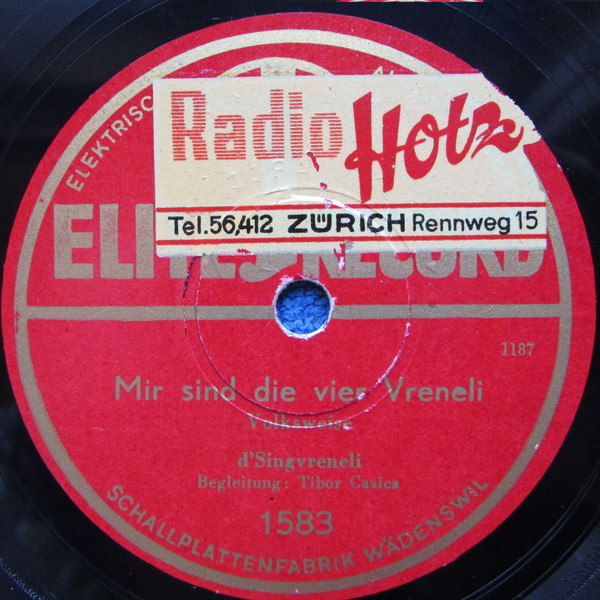 ELEKTRISC
Radio Hotz
Tel.56,412 ZÜRICH Rennweg 15
ELITE RECORD
1187
Mir sind die vier Vreneli
Volksweise
d'Singvreneli
Begleitung: Tibor Casics
1583
SCHALLPLATTENFABRIK WÄDENSWIL